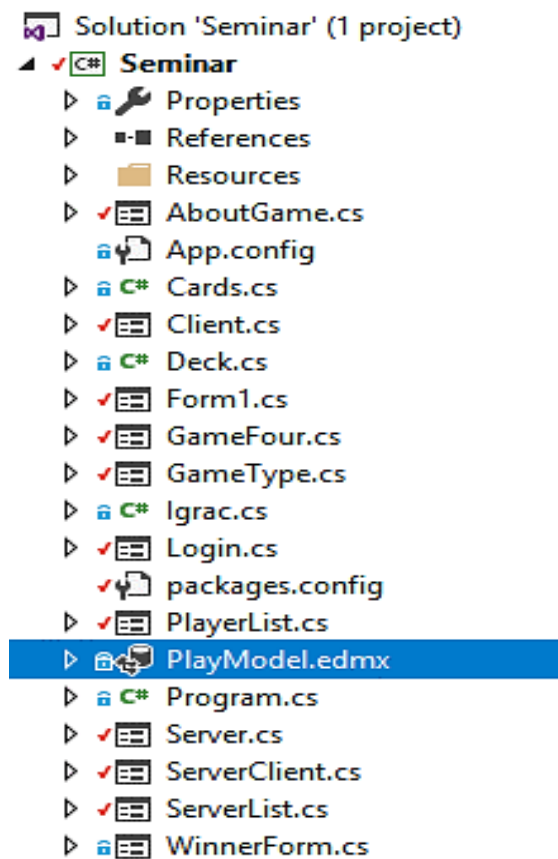 Solution 'Seminar' (1 project)
C# Seminar
Properties
References
Resources
AboutGame.cs
App.config
C# Cards.cs
Client.cs
C# Deck.cs
Form1.cs
GameFour.cs
GameType.cs
C# Igrac.cs
Login.cs
packages.config
PlayerList.cs
PlayModel.edmx
C# Program.cs
Server.cs
ServerClient.cs
ServerList.cs
WinnerForm.cs